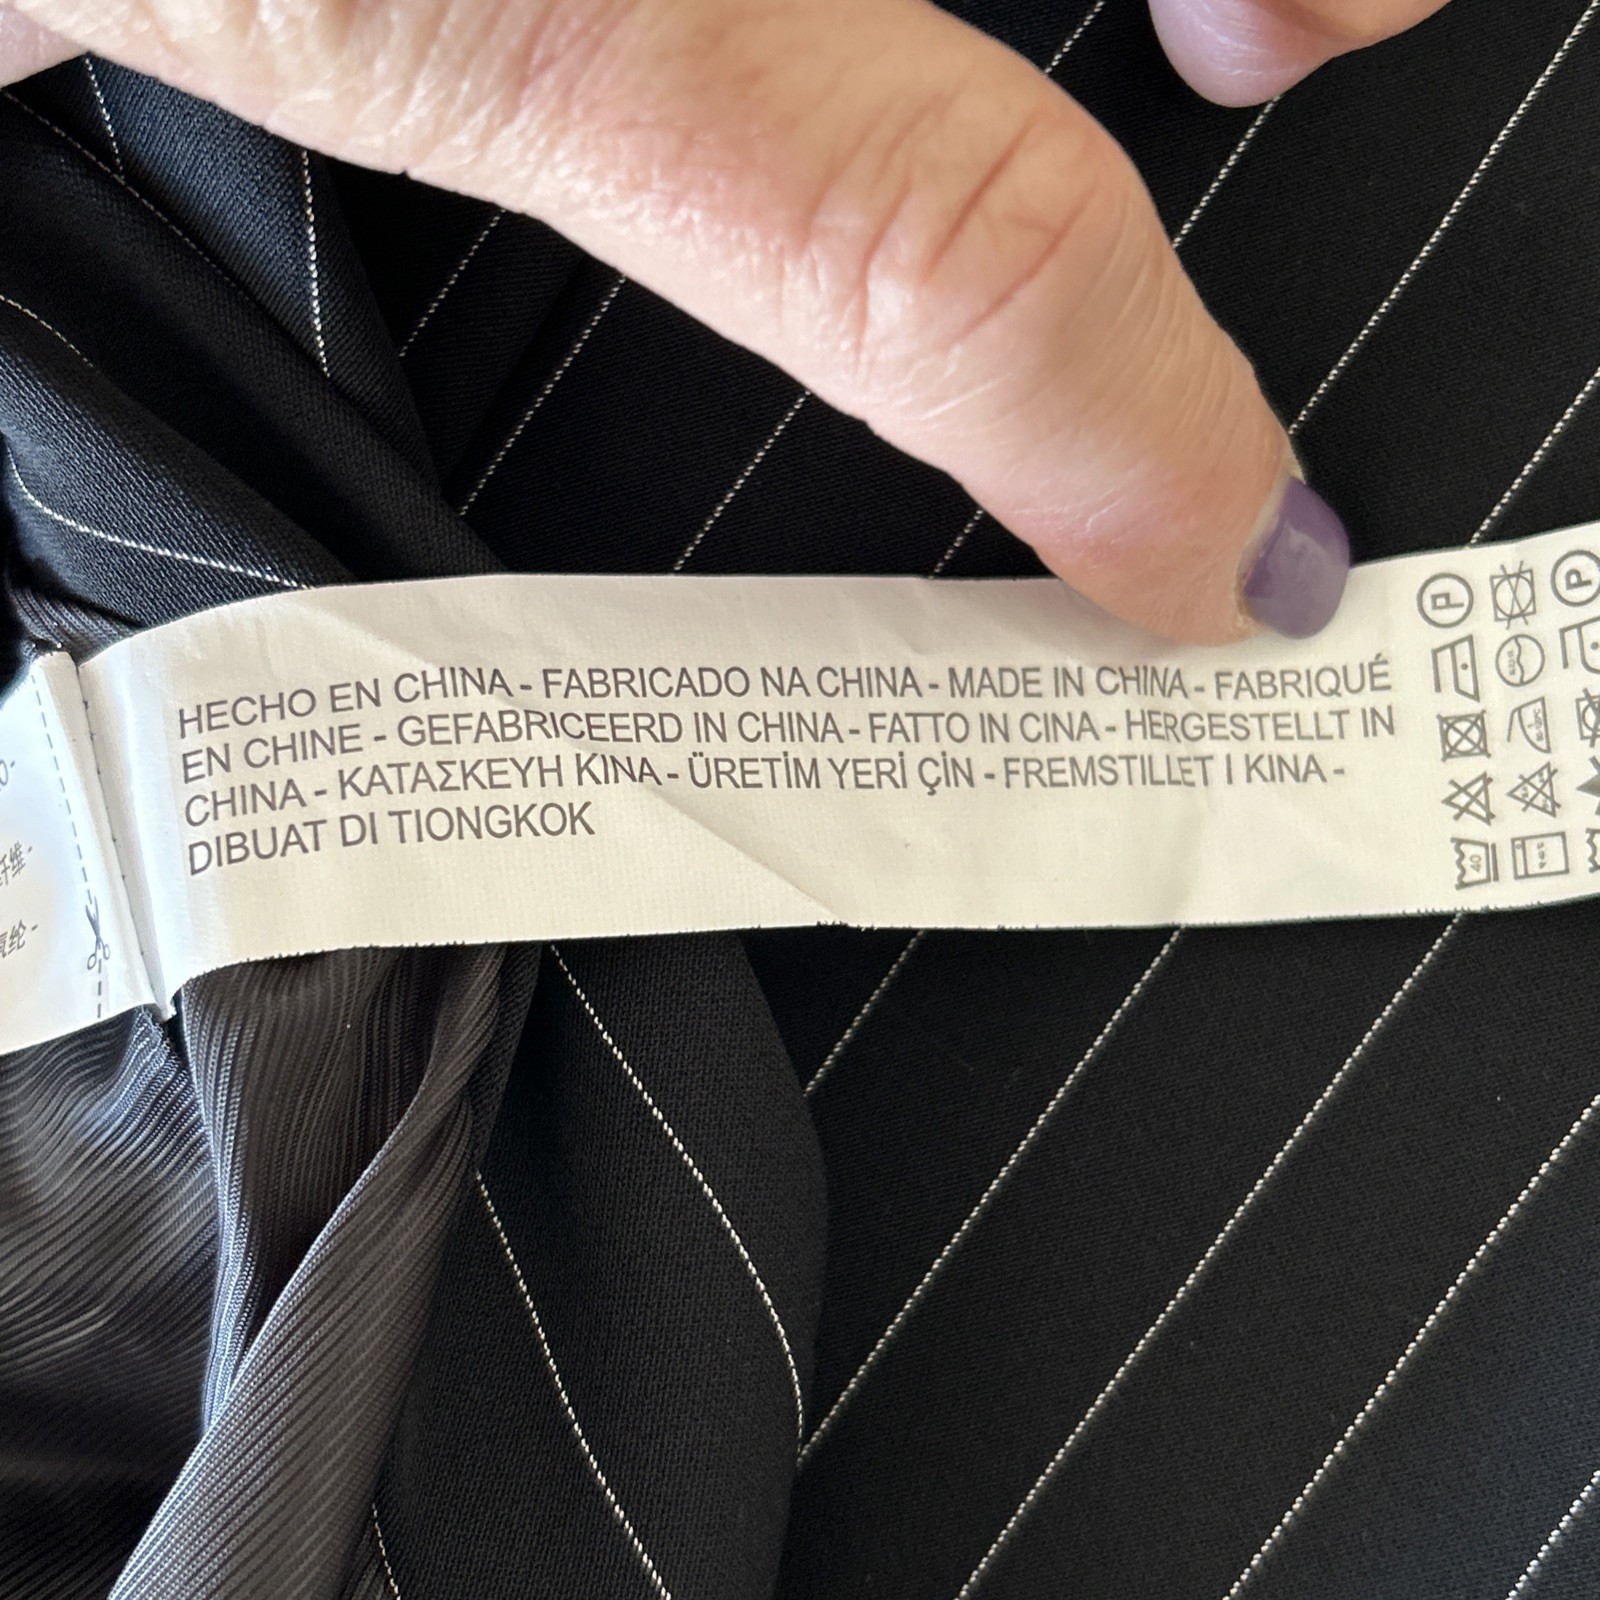 HECHO EN CHINA - FABRICADO NA CHINA - MADE IN CHINA - FABRIQUÉ
EN CHINE - GEFABRICEERD IN CHINA - FATTO IN CINA - HERGESTELLT IN
CHINA - ΚΑΤΑΣΚΕΥΗ ΚΙΝΑ - ÜRETİM YERİ ÇİN - FREMSTILLET I KINA -
DIBUAT DI TIONGKOK
P
P
40